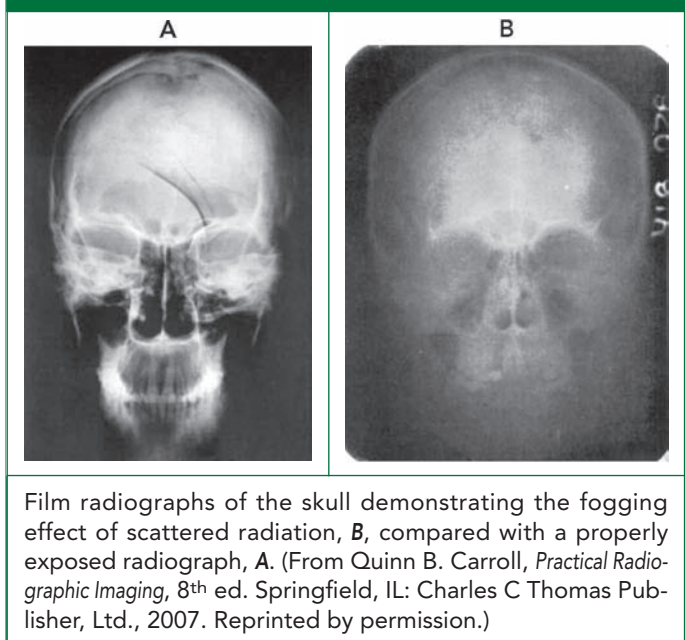 A
B
Film radiographs of the skull demonstrating the fogging
effect of scattered radiation, B, compared with a properly
exposed radiograph, A. (From Quinn B. Carroll, Practical Radio-
graphic Imaging, 8th ed. Springfield, IL: Charles C Thomas Pub-
lisher, Ltd., 2007. Reprinted by permission.)